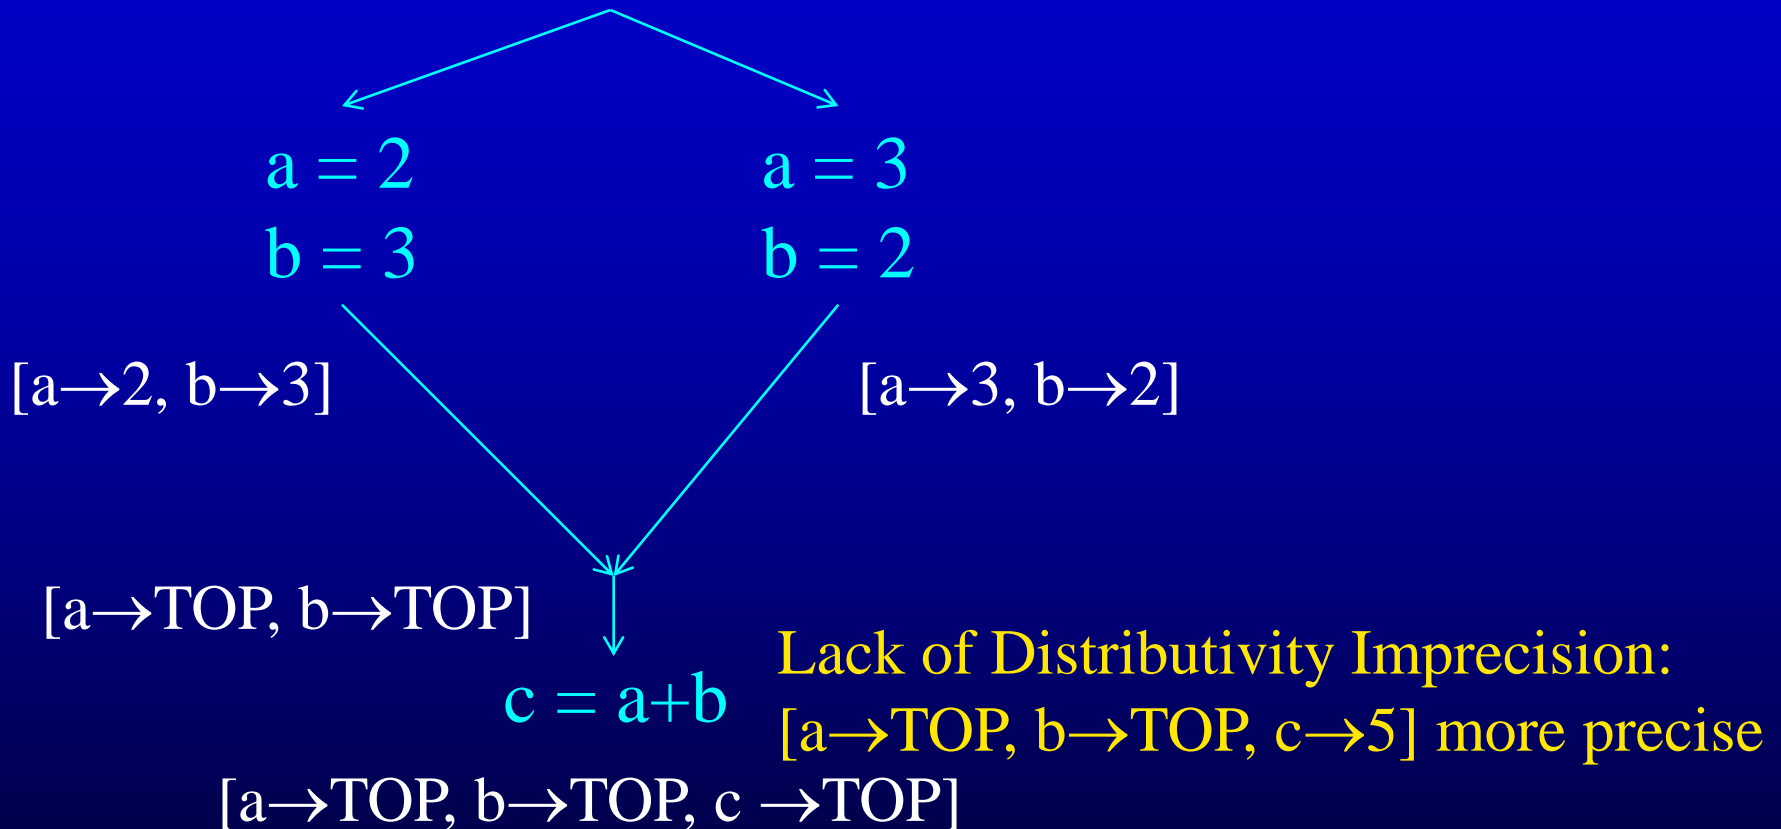 a = 2
b = 3
a = 3
b = 2
[a→2, b→3]
[a→3, b→2]
[a→TOP, b→TOP]
c = a+b
Lack of Distributivity Imprecision:
[a→TOP, b→TOP, c→5] more precise
[a→TOP, b→TOP, c →TOP]